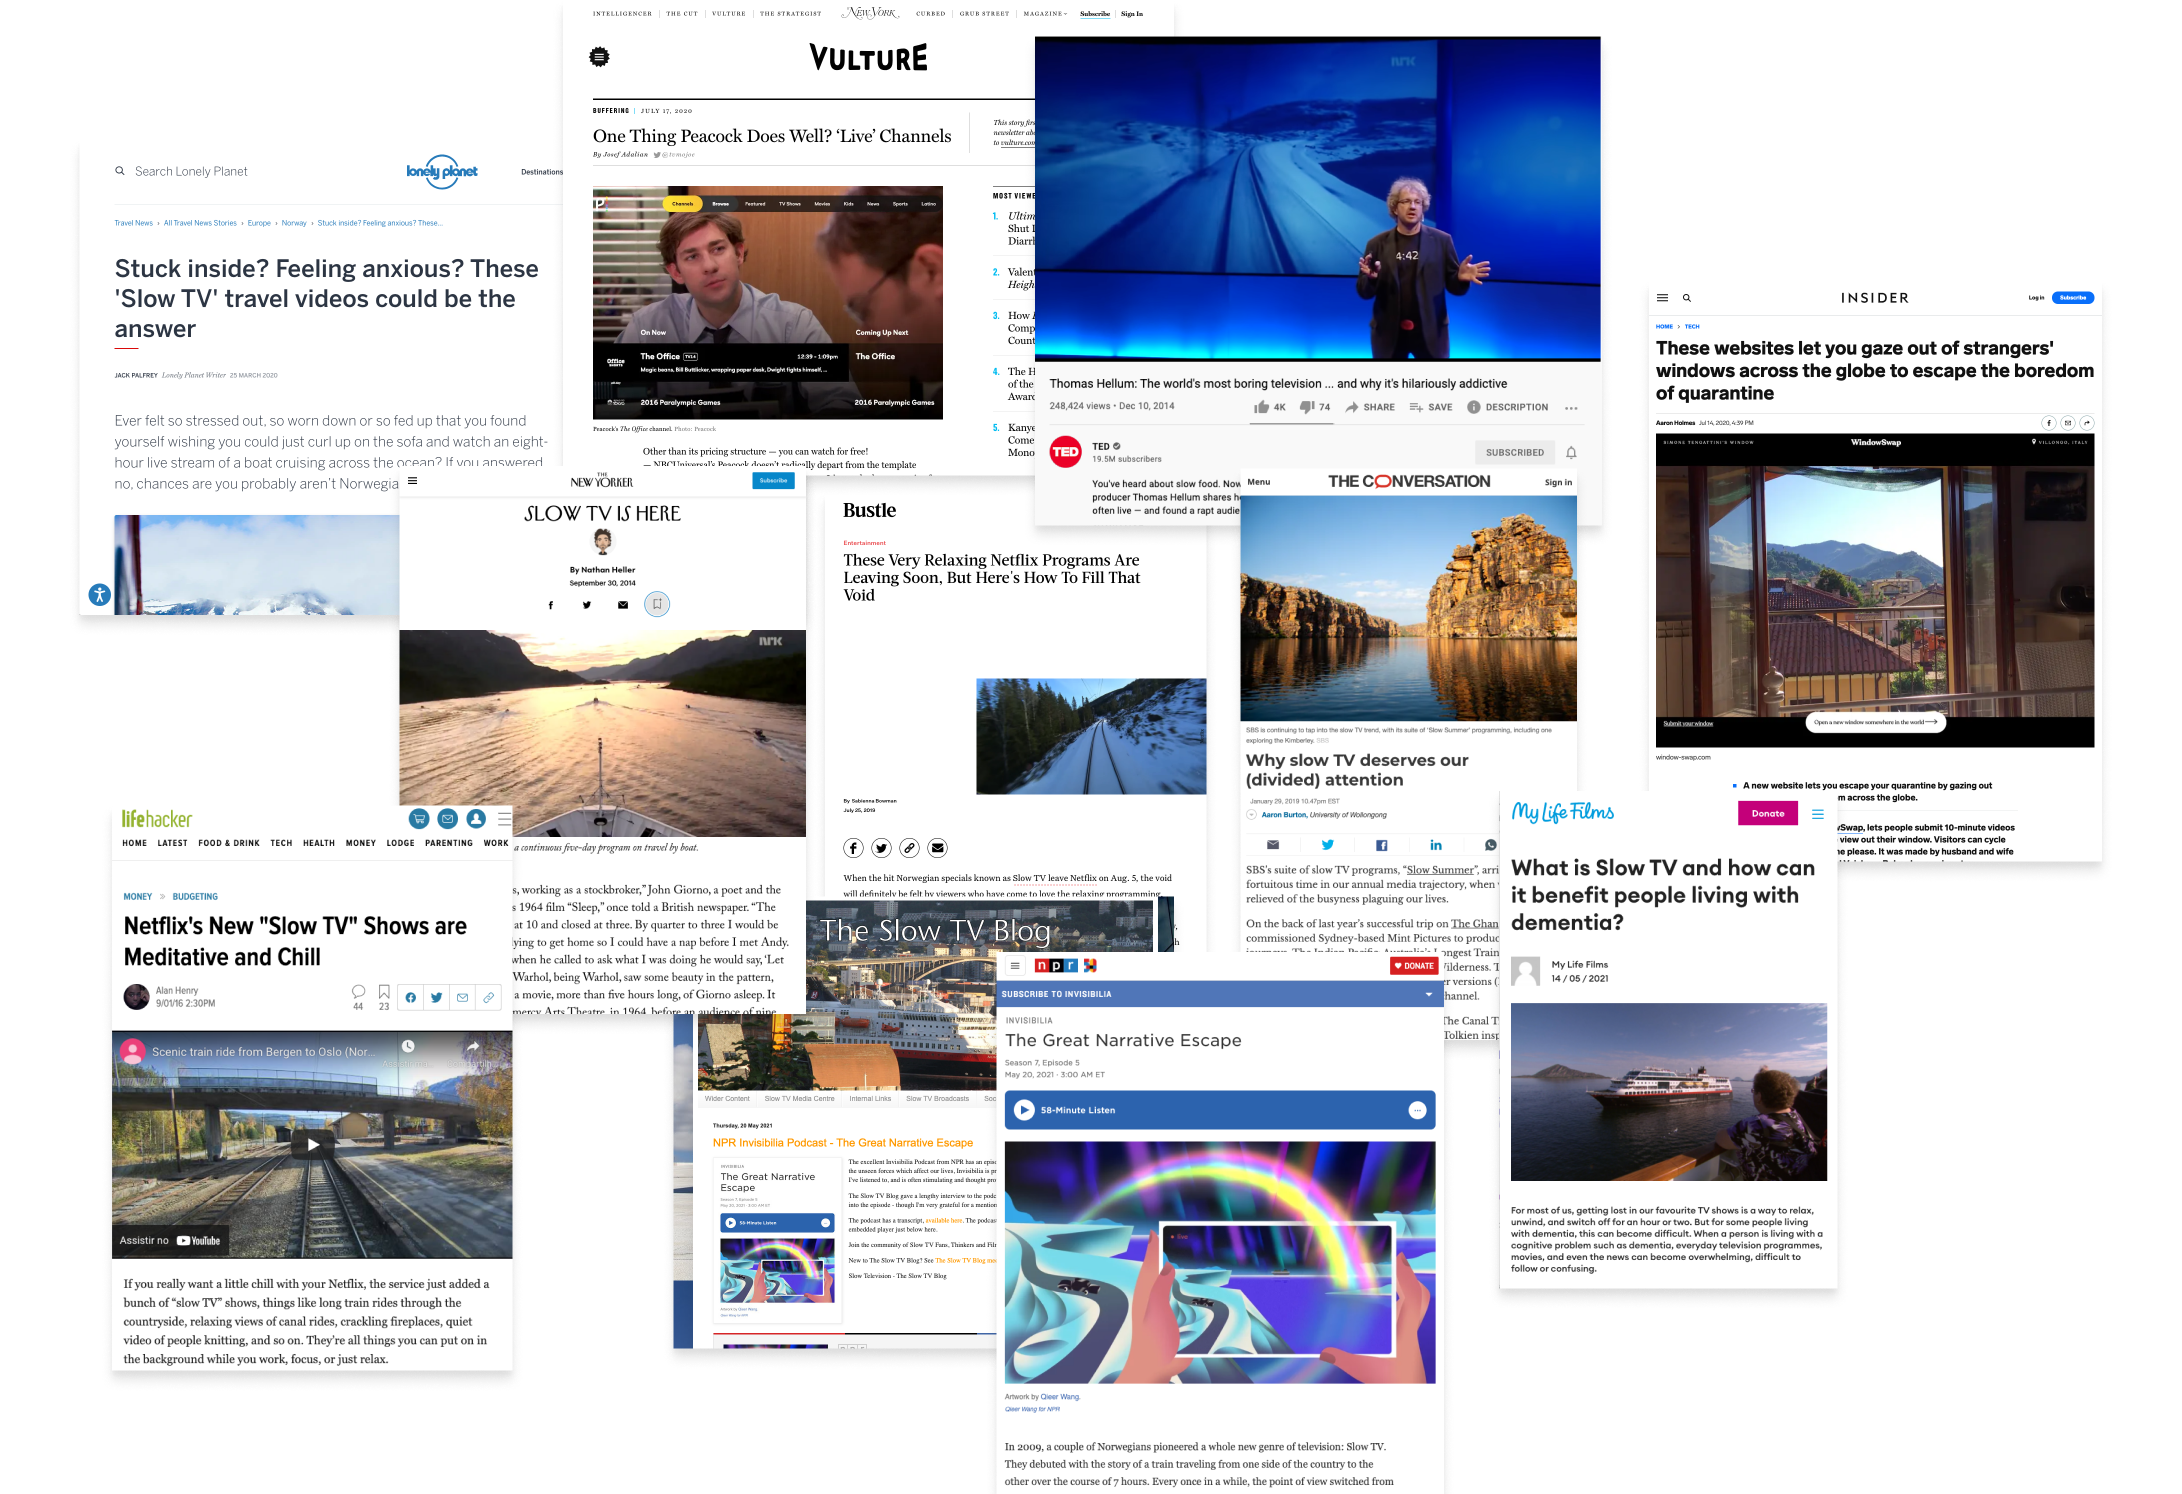 INTELLIGENCER | THE CUT | VULTURE | THE STRATEGIST
NEW YORK
CURBED | GRUB STREET | MAGAZINE
Subscribe | Sign In
VULTURE
BUFFERING | JULY 17, 2020
One Thing Peacock Does Well? ‘Live’ Channels
By Josef Adalian @tvmojoe
This story firs
newsletter abo
to vulture.com
Channels Browse Featured TV Shows Movies Kids News Sports Latino
On Now
Coming Up Next
The Office TV14 12:39 - 1:09pm
The Office
Magic beans, Bill Buttlicker, wrapping paper desk, Dwight fights himself, ...
2016 Paralympic Games
2016 Paralympic Games
Peacock's The Office channel. Photo: Peacock
Other than its pricing structure — you can watch for free!
— NBCUniversal's Peacock doesn't radically depart from the template
MOST VIEWE
1. Ultim
Shut D
Diarrh
2. Valent
Heigh
3. How
Comp
Count
4. The H
of the
Award
5. Kanye
Come
Mono
Search Lonely Planet
lonely planet
Destinations
Travel News › All Travel News Stories › Europe › Norway › Stuck inside? Feeling anxious? These...
Stuck inside? Feeling anxious? These
'Slow TV' travel videos could be the
answer
JACK PALFREY Lonely Planet Writer 25 MARCH 2020
Ever felt so stressed out, so worn down or so fed up that you found
yourself wishing you could just curl up on the sofa and watch an eight-
hour live stream of a boat cruising across the ocean? If you answered
no, chances are you probably aren't Norwegia
NRK
4:42
Thomas Hellum: The world's most boring television ... and why it's hilariously addictive
248,424 views • Dec 10, 2014
4K 74 SHARE SAVE DESCRIPTION ...
TED
TED
19.5M subscribers
SUBSCRIBED
You've heard about slow food. Now
producer Thomas Hellum shares h
often live — and found a rapt audie
INSIDER
Log in Subscribe
HOME > TECH
These websites let you gaze out of strangers'
windows across the globe to escape the boredom
of quarantine
Aaron Holmes Jul 14, 2020, 4:39 PM
SIMONE TENGATTINI'S WINDOW
WindowSwap
VILLONGO, ITALY
Submit your window
Open a new window somewhere in the world
window-swap.com
A new website lets you escape your quarantine by gazing out
m across the globe.
Swap, lets people submit 10-minute videos
view out their window. Visitors can cycle
ne please. It was made by husband and wife
THE
NEW YORKER
Subscribe
SLOW TV IS HERE
By Nathan Heller
September 30, 2014
NRK
a continuous five-day program on travel by boat.
s, working as a stockbroker,” John Giorno, a poet and the
s 1964 film “Sleep,” once told a British newspaper. “The
at 10 and closed at three. By quarter to three I would be
lying to get home so I could have a nap before I met Andy.
when he called to ask what I was doing he would say, ‘Let
Warhol, being Warhol, saw some beauty in the pattern,
a movie, more than five hours long, of Giorno asleep. It
mercy Arts Theatre, in 1964, before an audience of nine
Bustle
Entertainment
These Very Relaxing Netflix Programs Are
Leaving Soon, But Here's How To Fill That
Void
By Sabienna Bowman
July 25, 2019
When the hit Norwegian specials known as Slow TV leave Netflix on Aug. 5, the void
will definitely be felt by viewers who have come to love the relaxing programming.
Menu
THE CONVERSATION
Sign in
SBS is continuing to tap into the slow TV trend, with its suite of 'Slow Summer' programming, including one
exploring the Kimberley. SBS
Why slow TV deserves our
(divided) attention
January 29, 2019 10.47pm EST
Aaron Burton, University of Wollongong
SBS's suite of slow TV programs, “Slow Summer”, arri
fortuitous time in our annual media trajectory, when
relieved of the busyness plaguing our lives.
On the back of last year's successful trip on The Ghan
commissioned Sydney-based Mint Pictures to produc
ongest Train
ilderness. T
er versions (
hannel.
The Canal T
Tolkien insp
lifehacker
HOME LATEST FOOD & DRINK TECH HEALTH MONEY LODGE PARENTING WORK
MONEY » BUDGETING
Netflix's New "Slow TV" Shows are
Meditative and Chill
Alan Henry
9/01/16 2:30PM
44 23
Scenic train ride from Bergen to Oslo (Nor...
Assistir no YouTube
If you really want a little chill with your Netflix, the service just added a
bunch of “slow TV” shows, things like long train rides through the
countryside, relaxing views of canal rides, crackling fireplaces, quiet
video of people knitting, and so on. They're all things you can put on in
the background while you work, focus, or just relax.
The Slow TV Blog
Wider Content Slow TV Media Centre Internal Links Slow TV Broadcasts Soc
Thursday, 20 May 2021
NPR Invisibilia Podcast - The Great Narrative Escape
INVISIBILIA
The Great Narrative
Escape
Season 7, Episode 5
May 20, 2021 · 3:00 AM ET
58-Minute Listen
Artwork by Qieer Wang.
Qieer Wang for NPR
The excellent Invisibilia Podcast from NPR has an episo
the unseen forces which affect our lives, Invisibilia is pr
I've listened to, and is often stimulating and thought pro
The Slow TV Blog gave a lengthy interview to the podc
into the episode - though I'm very grateful for a mention
The podcast has a transcript, available here. The podcas
embedded player just below here.
Join the community of Slow TV Fans, Thinkers and Fil
New to The Slow TV Blog? See The Slow TV Blog me
Slow Television - The Slow TV Blog
npr
DONATE
SUBSCRIBE TO INVISIBILIA
INVISIBILIA
The Great Narrative Escape
Season 7, Episode 5
May 20, 2021 · 3:00 AM ET
58-Minute Listen
Artwork by Qieer Wang.
Qieer Wang for NPR
In 2009, a couple of Norwegians pioneered a whole new genre of television: Slow TV.
They debuted with the story of a train traveling from one side of the country to the
other over the course of 7 hours. Every once in a while, the point of view switched from
My Life Films
Donate
What is Slow TV and how can
it benefit people living with
dementia?
My Life Films
14 / 05 / 2021
For most of us, getting lost in our favourite TV shows is a way to relax,
unwind, and switch off for an hour or two. But for some people living
with dementia, this can become difficult. When a person is living with a
cognitive problem such as dementia, everyday television programmes,
movies, and even the news can become overwhelming, difficult to
follow or confusing.